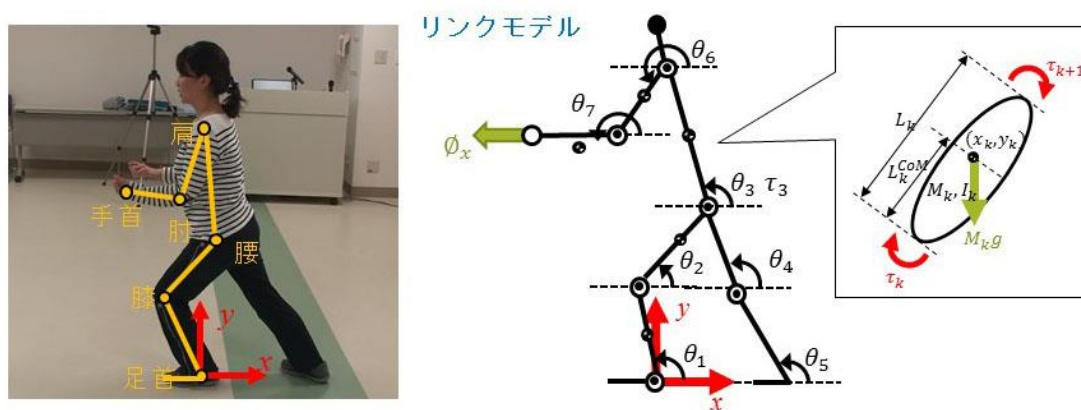 リンクモデル
肩
手首
肘
腰
膝
足首
y
x
θ₆
θ₇
∅ₓ
θ₃ τ₃
θ₂
θ₄
θ₁
θ₅
y
x
τₖ₊₁
Lₖ
(xₖ,yₖ)
Lₖ^CoM
Mₖ, Iₖ
Mₖg
τₖ